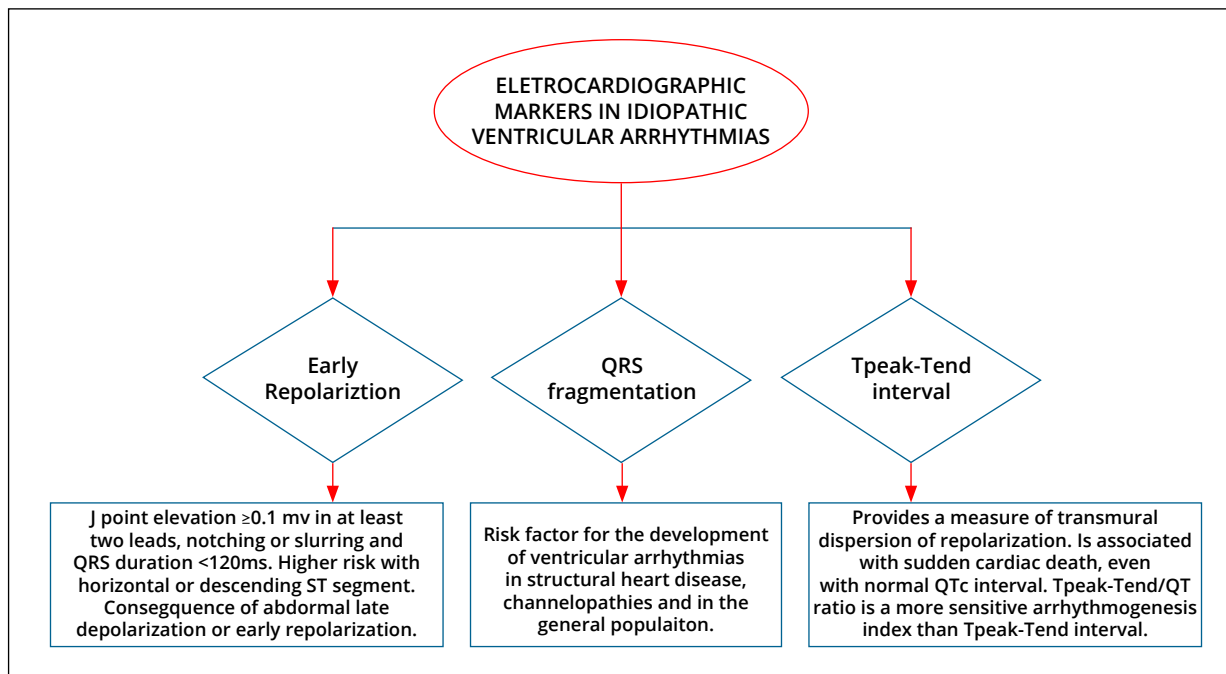 ELETROCARDIOGRAPHIC
MARKERS IN IDIOPATHIC
VENTRICULAR ARRHYTHMIAS
Early
Repolariztion
QRS
fragmentation
Tpeak-Tend
interval
J point elevation ≥0.1 mv in at least
two leads, notching or slurring and
QRS duration <120ms. Higher risk with
horizontal or descending ST segment.
Consegquence of abdormal late
depolarization or early repolarization.
Risk factor for the development
of ventricular arrhythmias
in structural heart disease,
channelopathies and in the
general populaiton.
Provides a measure of transmural
dispersion of repolarization. Is associated
with sudden cardiac death, even
with normal QTc interval. Tpeak-Tend/QT
ratio is a more sensitive arrhythmogenesis
index than Tpeak-Tend interval.